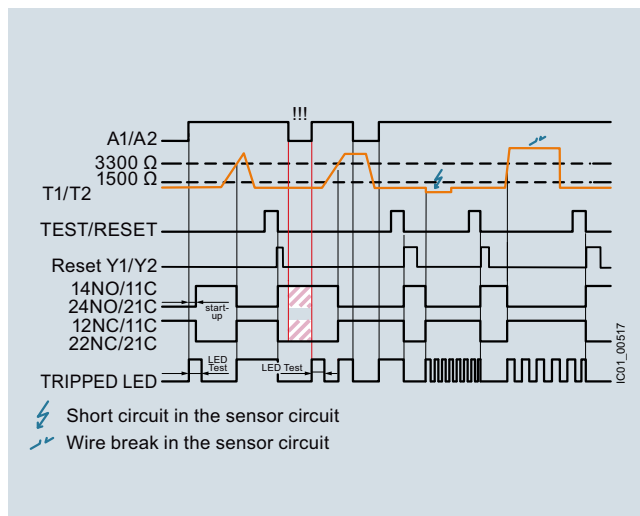 !!!
A1/A2
3300 Ω
1500 Ω
T1/T2
TEST/RESET
Reset Y1/Y2
14NO/11C
24NO/21C
start-
up
12NC/11C
22NC/21C
LED
Test
LED Test
TRIPPED LED
IC01_00517
Short circuit in the sensor circuit
Wire break in the sensor circuit